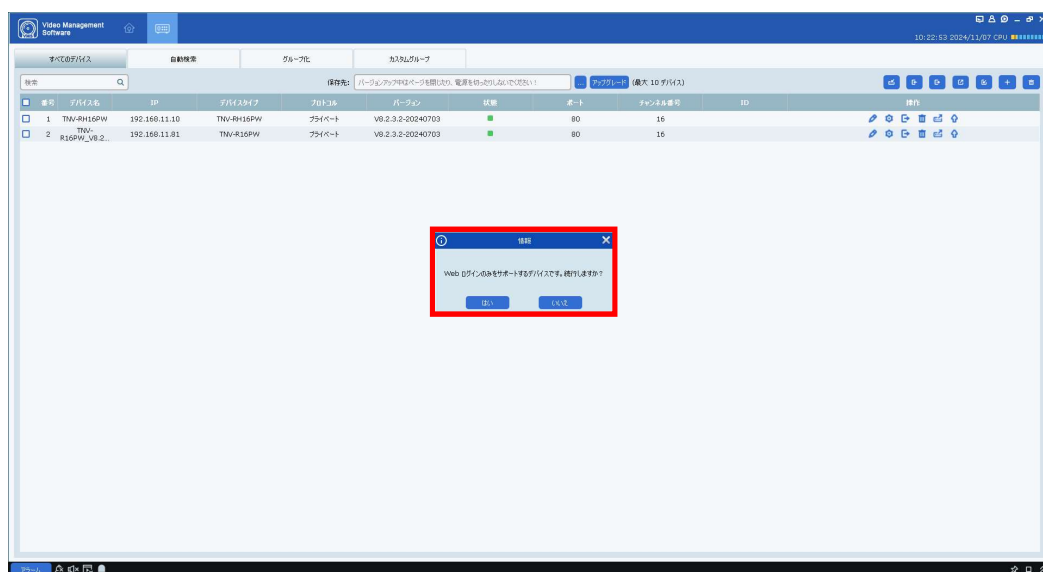 Video Management
Software
10:22:53 2024/11/07 CPU
すべてのデバイス 自動検索 グループ化 カスタムグループ
検索 保存先: バージョンアップ中はページを閉じたり、電源を切ったりしないでください! ... アップグレード (最大 10 デバイス)
番号 デバイス名 IP デバイスタイプ プロトコル バージョン 状態 ポート チャンネル番号 ID 操作
1 TNV-RH16PW 192.168.11.10 TNV-RH16PW プライベート V8.2.3.2-20240703 80 16
2 TNV-R16PW_V8.2... 192.168.11.81 TNV-R16PW プライベート V8.2.3.2-20240703 80 16
情報
Web ログインのみをサポートするデバイスです。続行しますか?
はい いいえ
アラーム